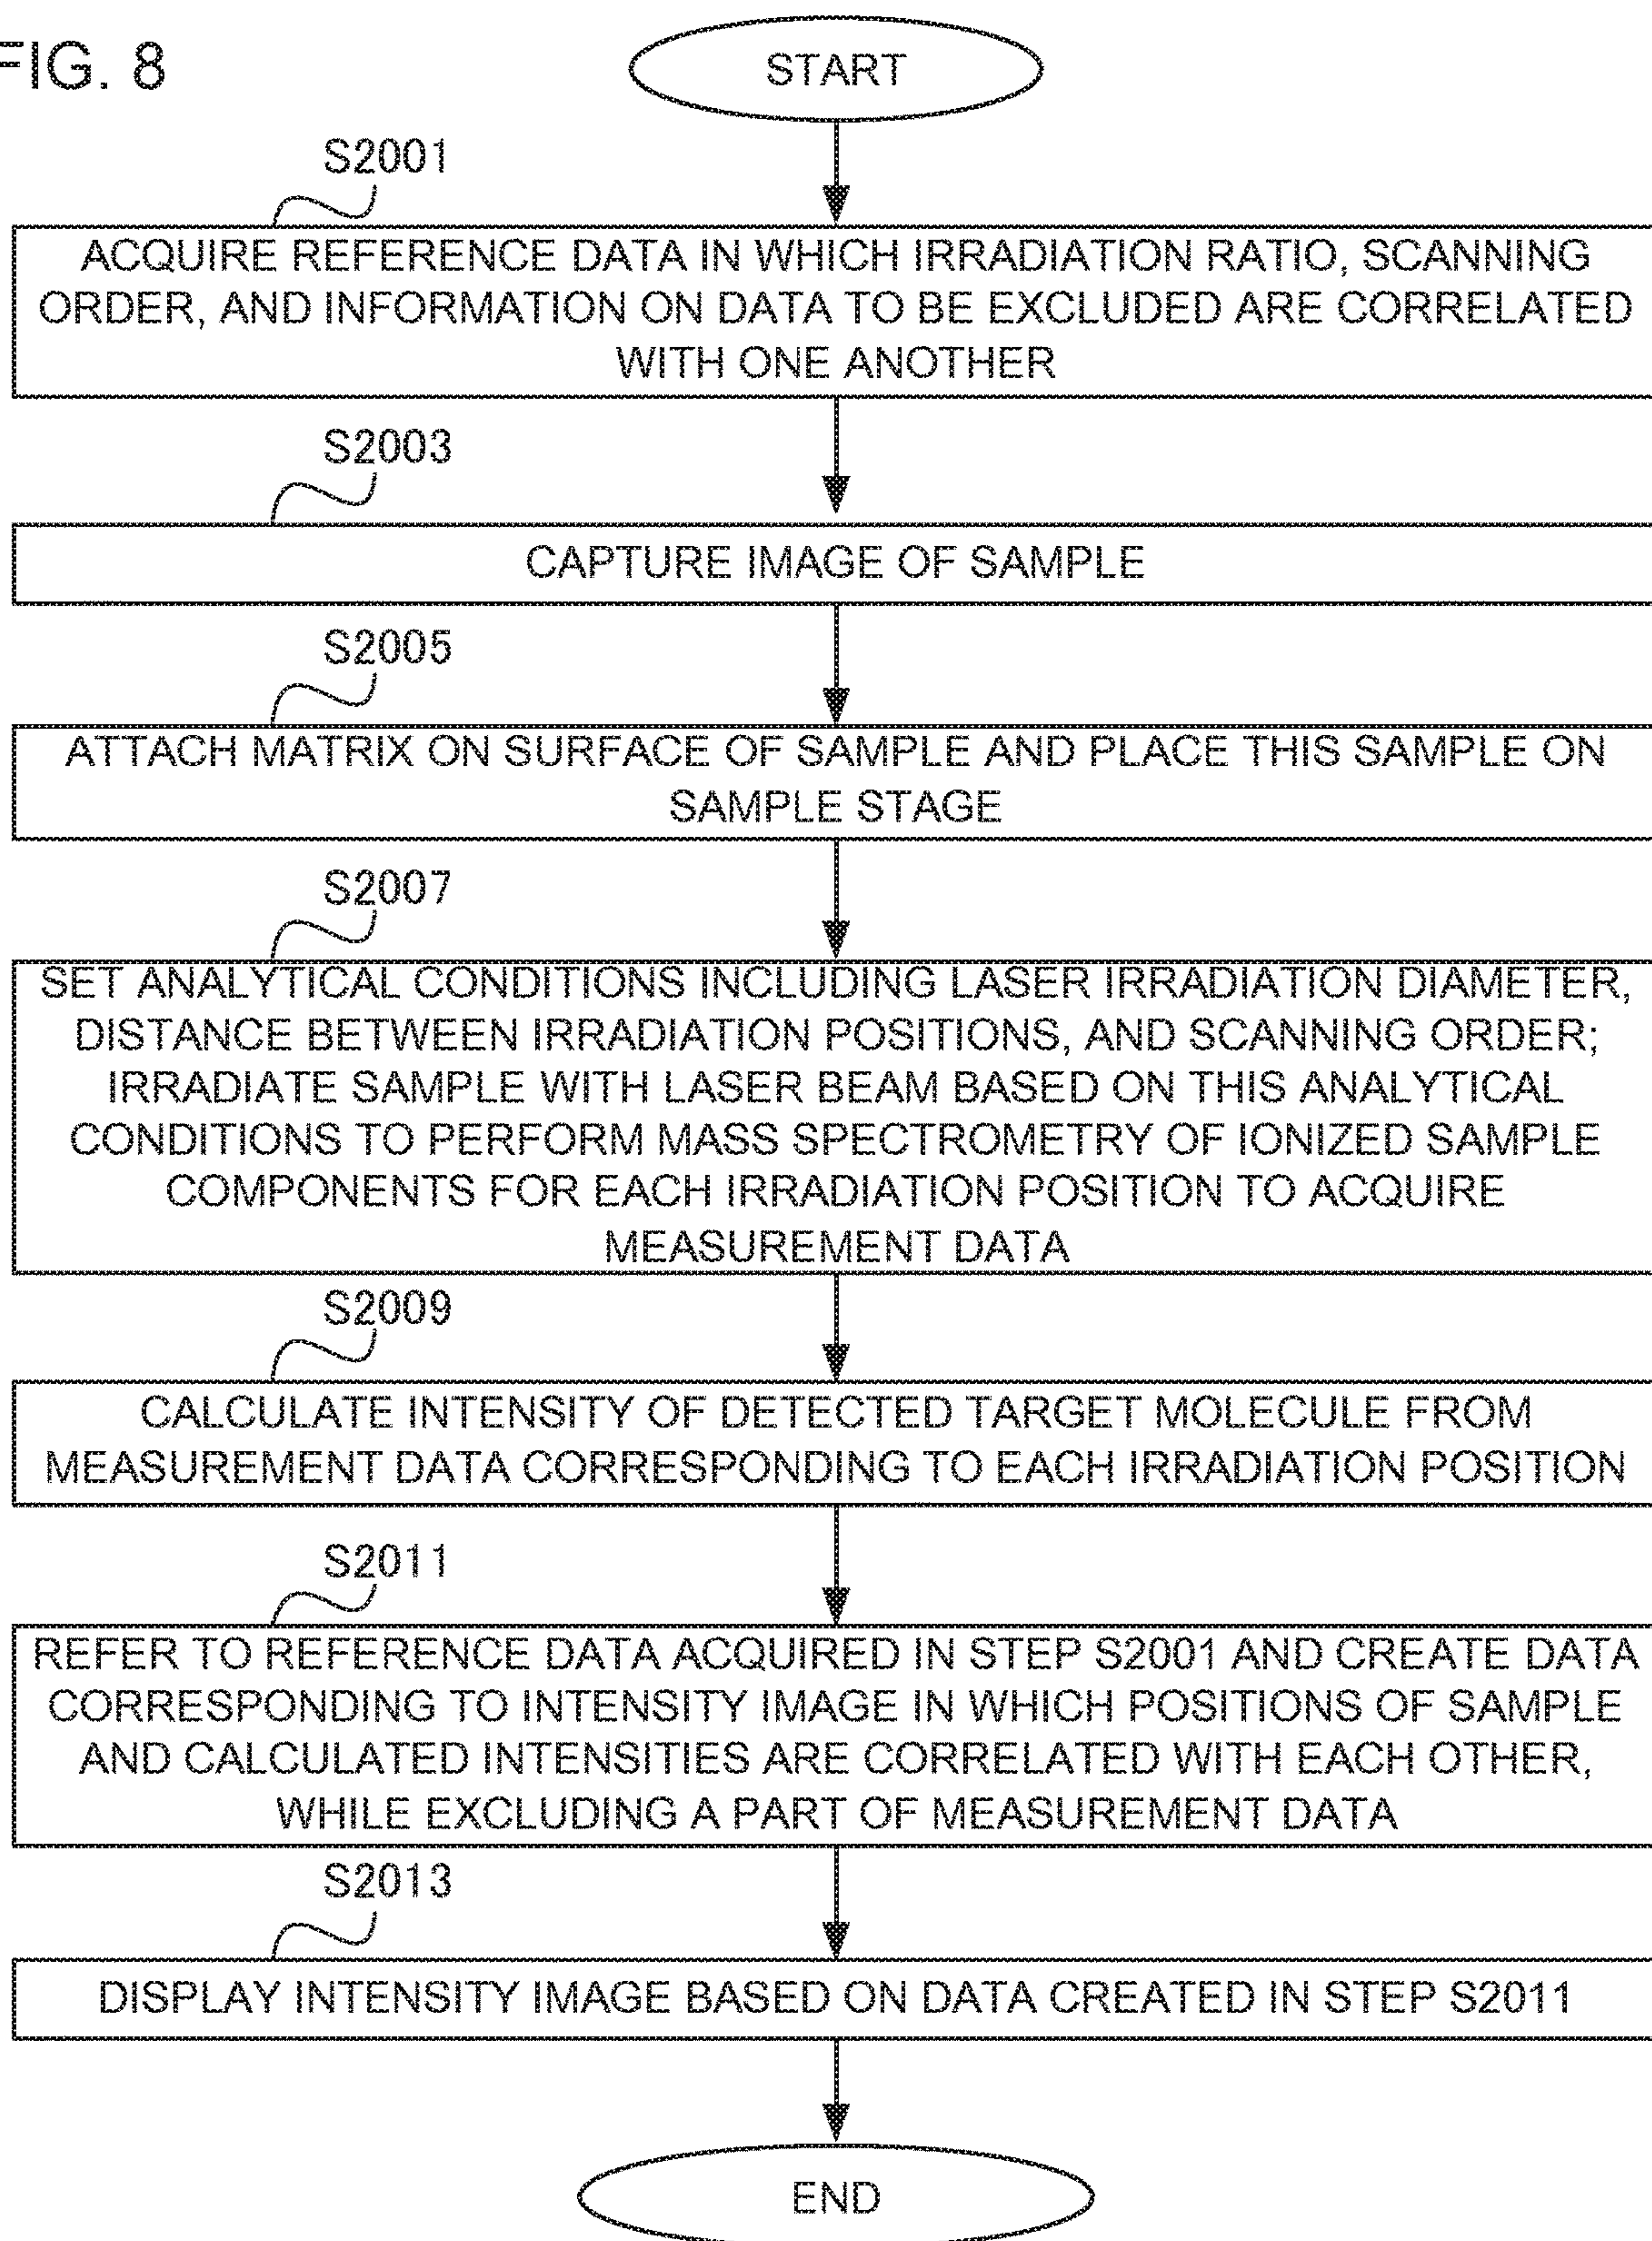 FIG. 8
START
S2001
ACQUIRE REFERENCE DATA IN WHICH IRRADIATION RATIO, SCANNING
ORDER, AND INFORMATION ON DATA TO BE EXCLUDED ARE CORRELATED
WITH ONE ANOTHER
S2003
CAPTURE IMAGE OF SAMPLE
S2005
ATTACH MATRIX ON SURFACE OF SAMPLE AND PLACE THIS SAMPLE ON
SAMPLE STAGE
S2007
SET ANALYTICAL CONDITIONS INCLUDING LASER IRRADIATION DIAMETER,
DISTANCE BETWEEN IRRADIATION POSITIONS, AND SCANNING ORDER;
IRRADIATE SAMPLE WITH LASER BEAM BASED ON THIS ANALYTICAL
CONDITIONS TO PERFORM MASS SPECTROMETRY OF IONIZED SAMPLE
COMPONENTS FOR EACH IRRADIATION POSITION TO ACQUIRE
MEASUREMENT DATA
S2009
CALCULATE INTENSITY OF DETECTED TARGET MOLECULE FROM
MEASUREMENT DATA CORRESPONDING TO EACH IRRADIATION POSITION
S2011
REFER TO REFERENCE DATA ACQUIRED IN STEP S2001 AND CREATE DATA
CORRESPONDING TO INTENSITY IMAGE IN WHICH POSITIONS OF SAMPLE
AND CALCULATED INTENSITIES ARE CORRELATED WITH EACH OTHER,
WHILE EXCLUDING A PART OF MEASUREMENT DATA
S2013
DISPLAY INTENSITY IMAGE BASED ON DATA CREATED IN STEP S2011
END